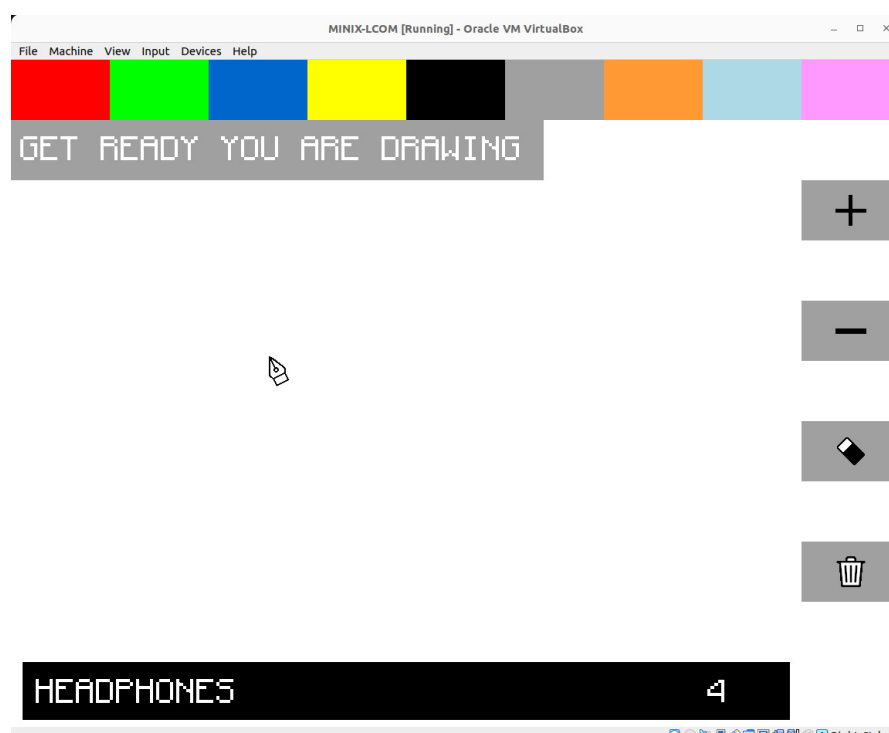 MINIX-LCOM [Running] - Oracle VM VirtualBox
File Machine View Input Devices Help
GET READY YOU ARE DRAWING
HEADPHONES 4